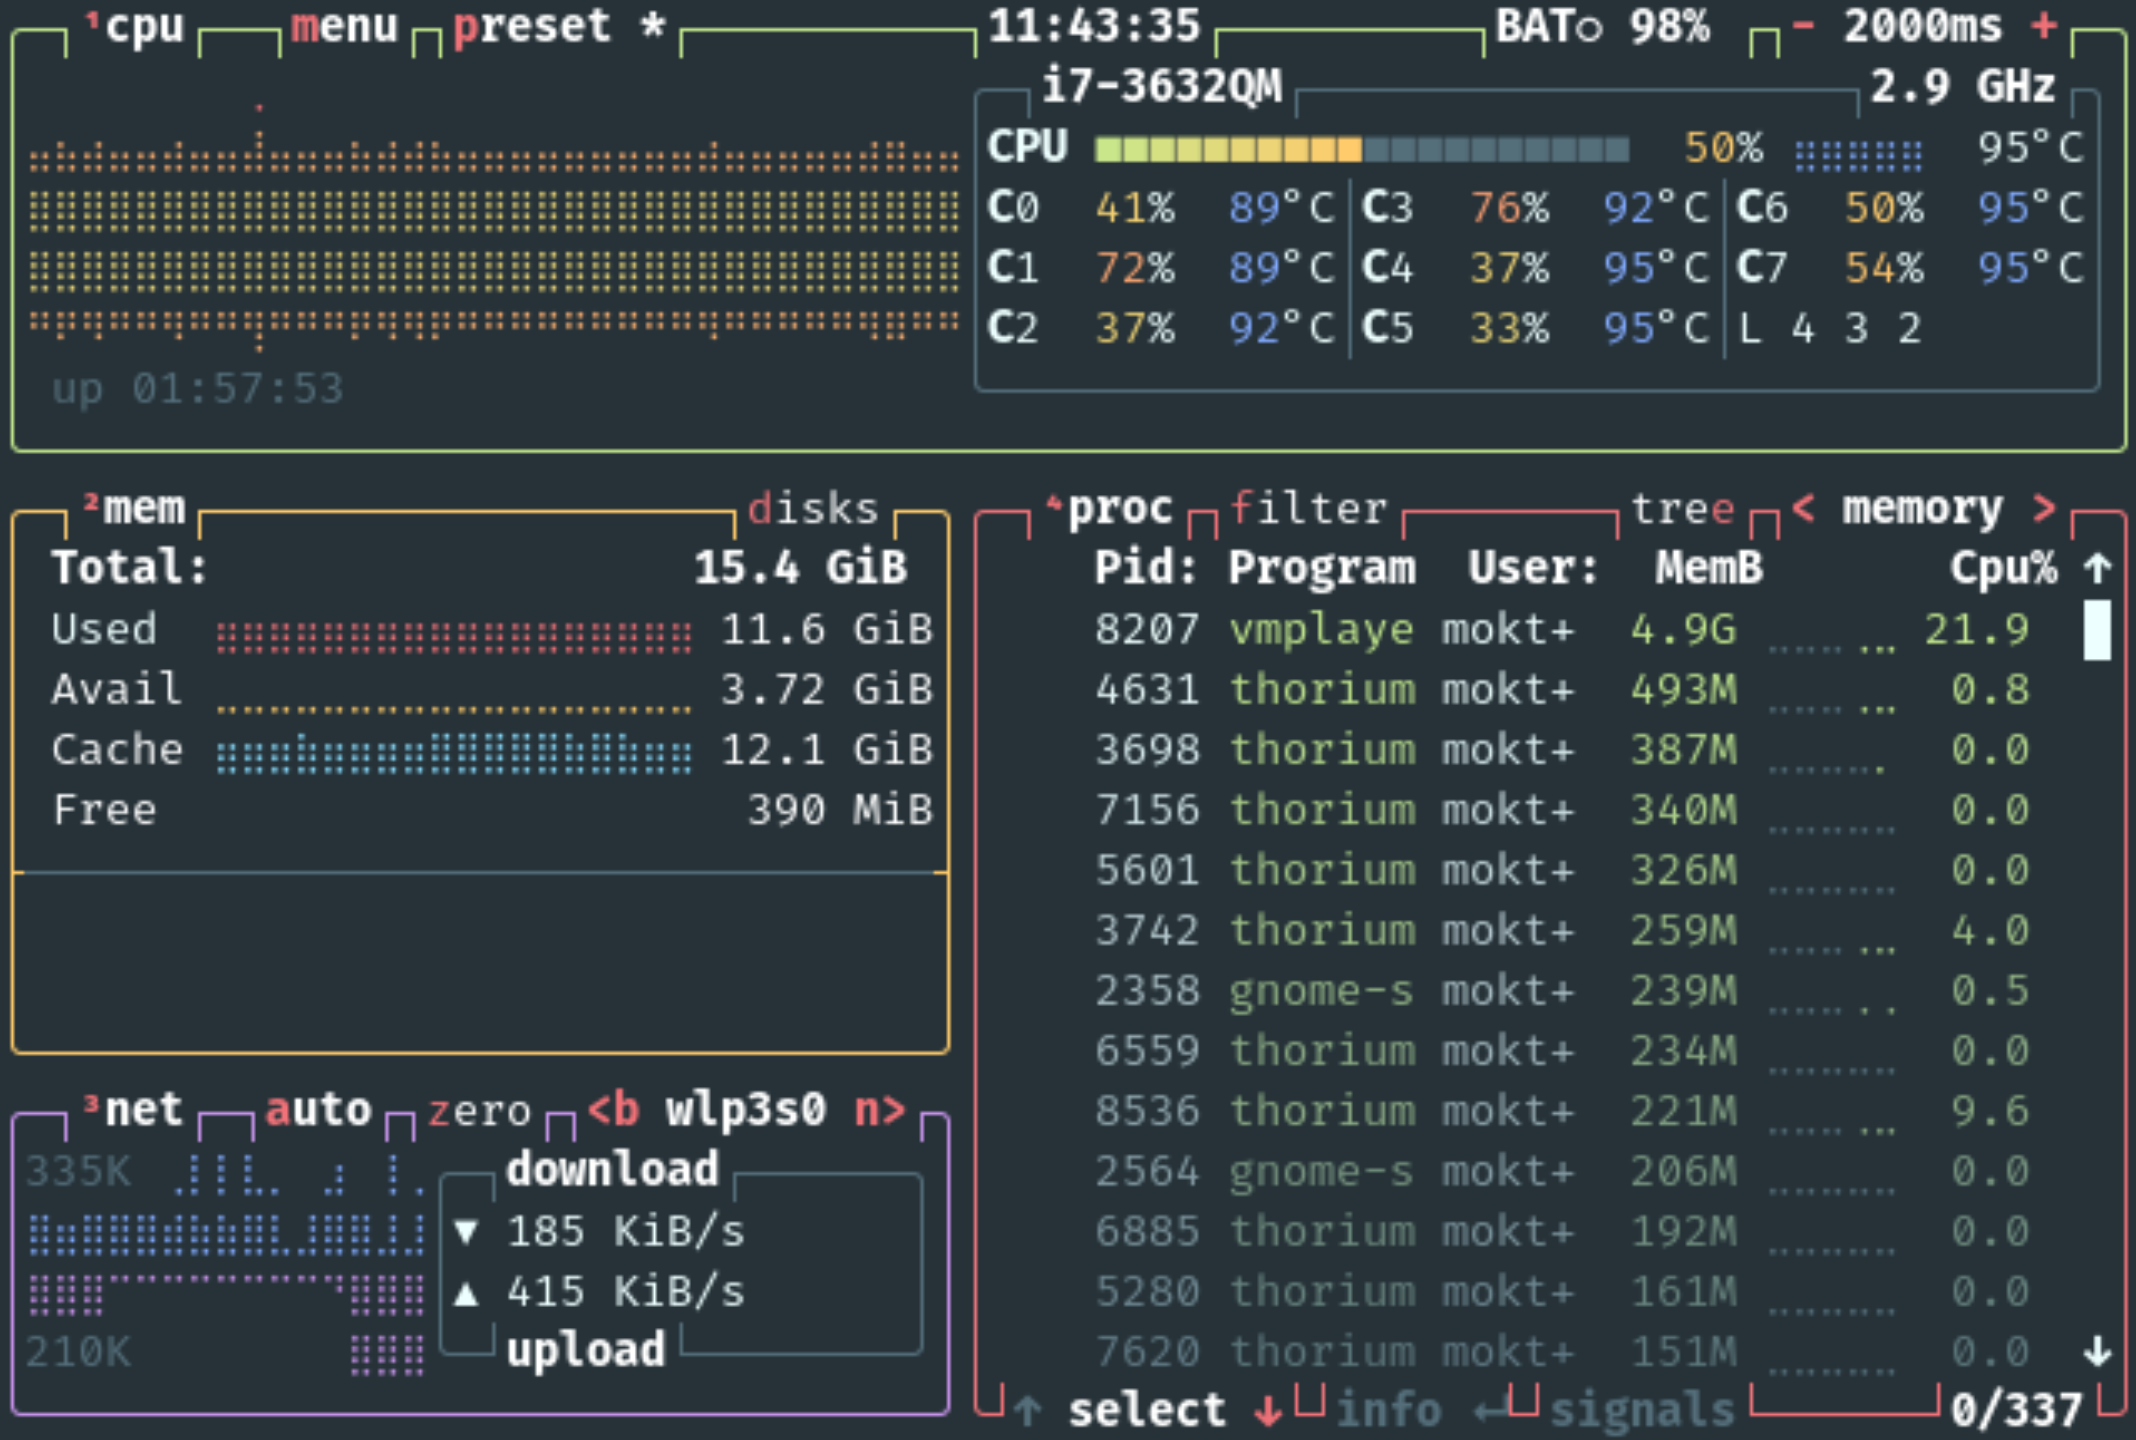 ¹cpu menu preset * 11:43:35 BAT○ 98% - 2000ms +
i7-3632QM 2.9 GHz
CPU 50% 95°C
C0 41% 89°C C3 76% 92°C C6 50% 95°C
C1 72% 89°C C4 37% 95°C C7 54% 95°C
C2 37% 92°C C5 33% 95°C L 4 3 2
up 01:57:53
²mem disks
Total: 15.4 GiB
Used 11.6 GiB
Avail 3.72 GiB
Cache 12.1 GiB
Free 390 MiB
³net auto zero <b wlp3s0 n>
335K download
▼ 185 KiB/s
▲ 415 KiB/s
210K upload
⁴proc filter tree < memory >
Pid: Program User: MemB Cpu% ↑
8207 vmplaye mokt+ 4.9G 21.9
4631 thorium mokt+ 493M 0.8
3698 thorium mokt+ 387M 0.0
7156 thorium mokt+ 340M 0.0
5601 thorium mokt+ 326M 0.0
3742 thorium mokt+ 259M 4.0
2358 gnome-s mokt+ 239M 0.5
6559 thorium mokt+ 234M 0.0
8536 thorium mokt+ 221M 9.6
2564 gnome-s mokt+ 206M 0.0
6885 thorium mokt+ 192M 0.0
5280 thorium mokt+ 161M 0.0
7620 thorium mokt+ 151M 0.0 ↓
↑ select ↓ info ↵ signals 0/337